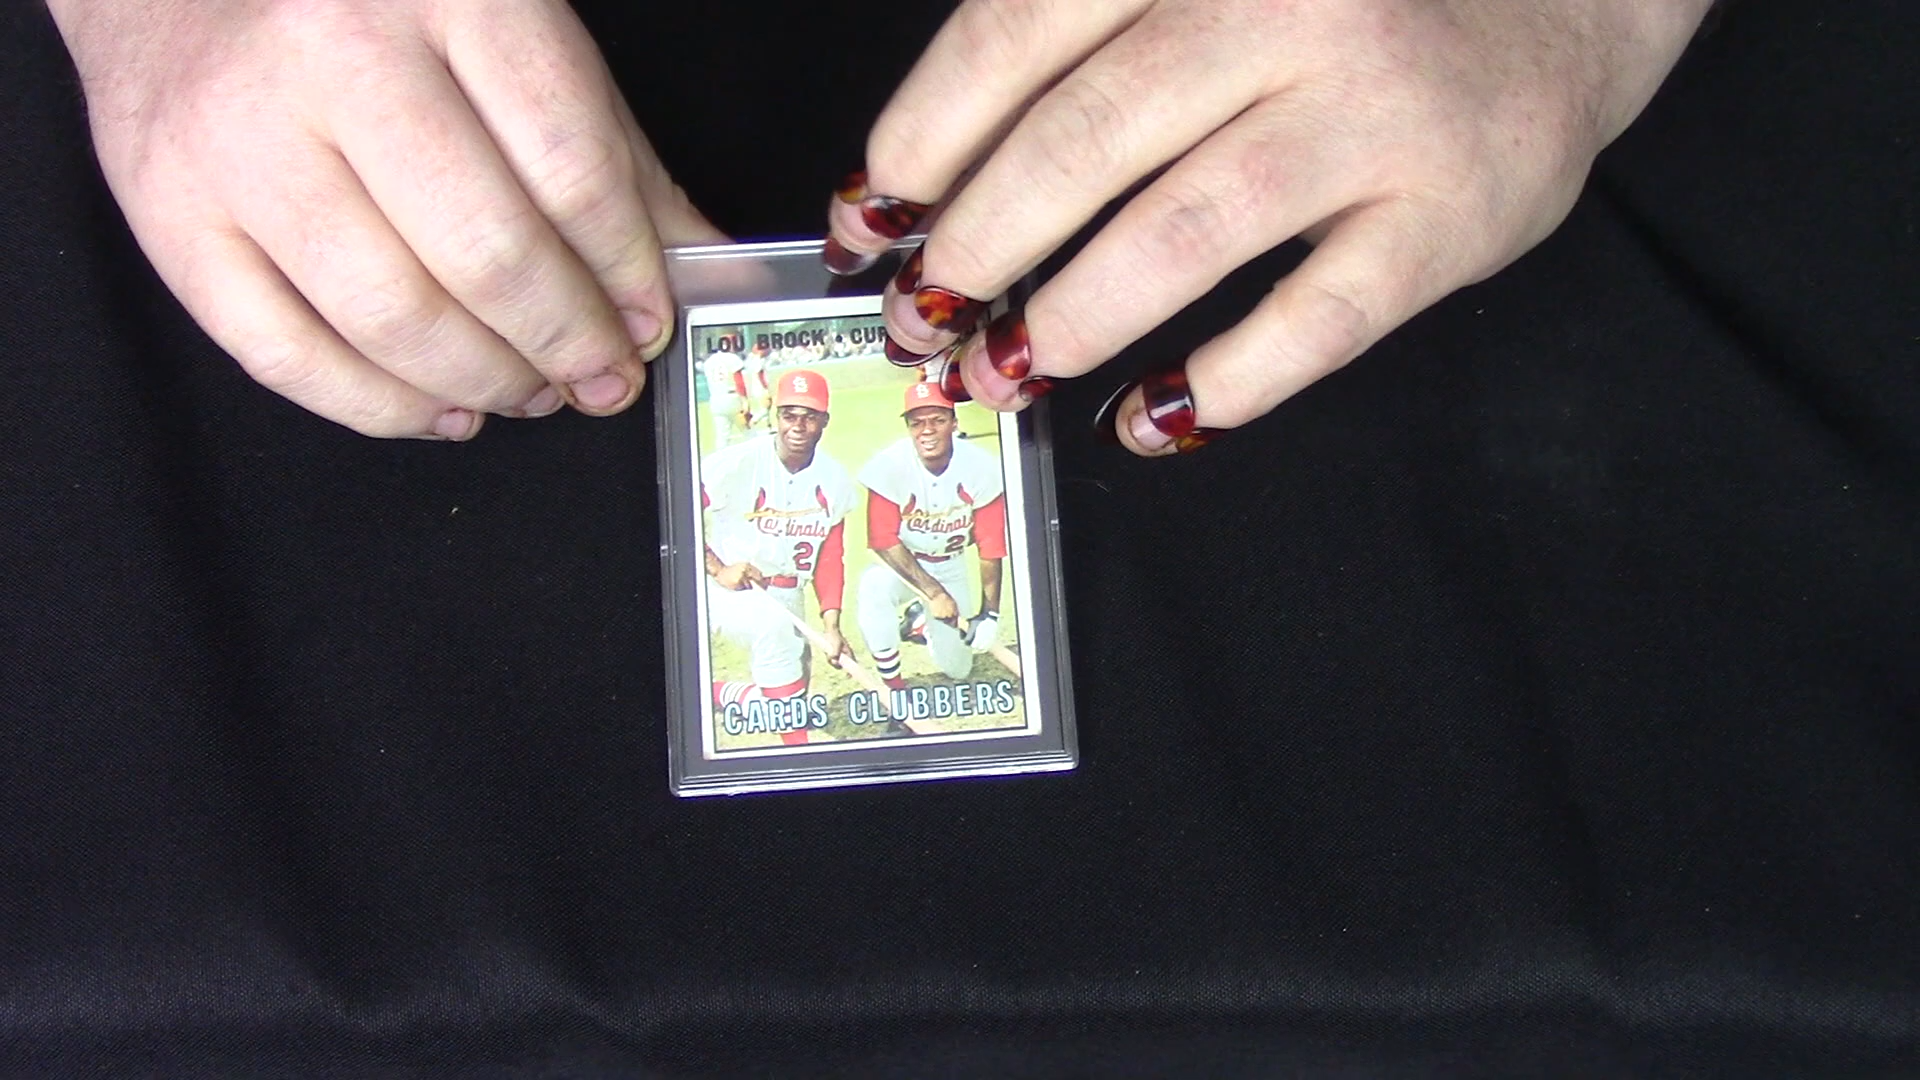 LOU BROCK • CUR
CARDS CLUBBERS
Cardinals
2
Cardinals
2